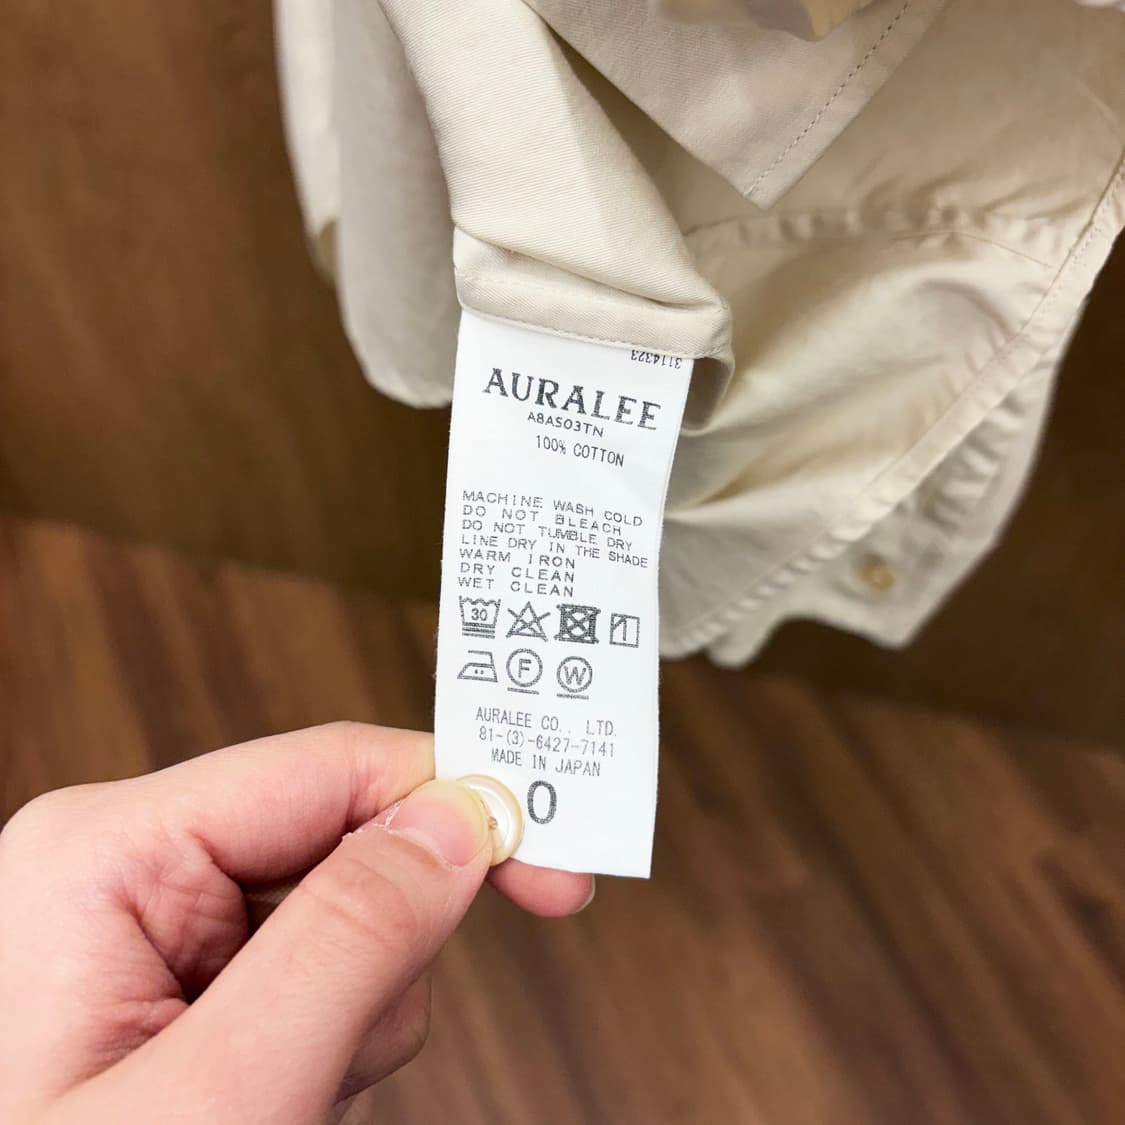 3114323
AURALEE
A8AS03TN
100% COTTON
MACHINE WASH COLD
DO NOT BLEACH
DO NOT TUMBLE DRY
LINE DRY IN THE SHADE
WARM IRON
DRY CLEAN
WET CLEAN
30
F
W
AURALEE CO., LTD.
81-(3)-6427-7141
MADE IN JAPAN
0